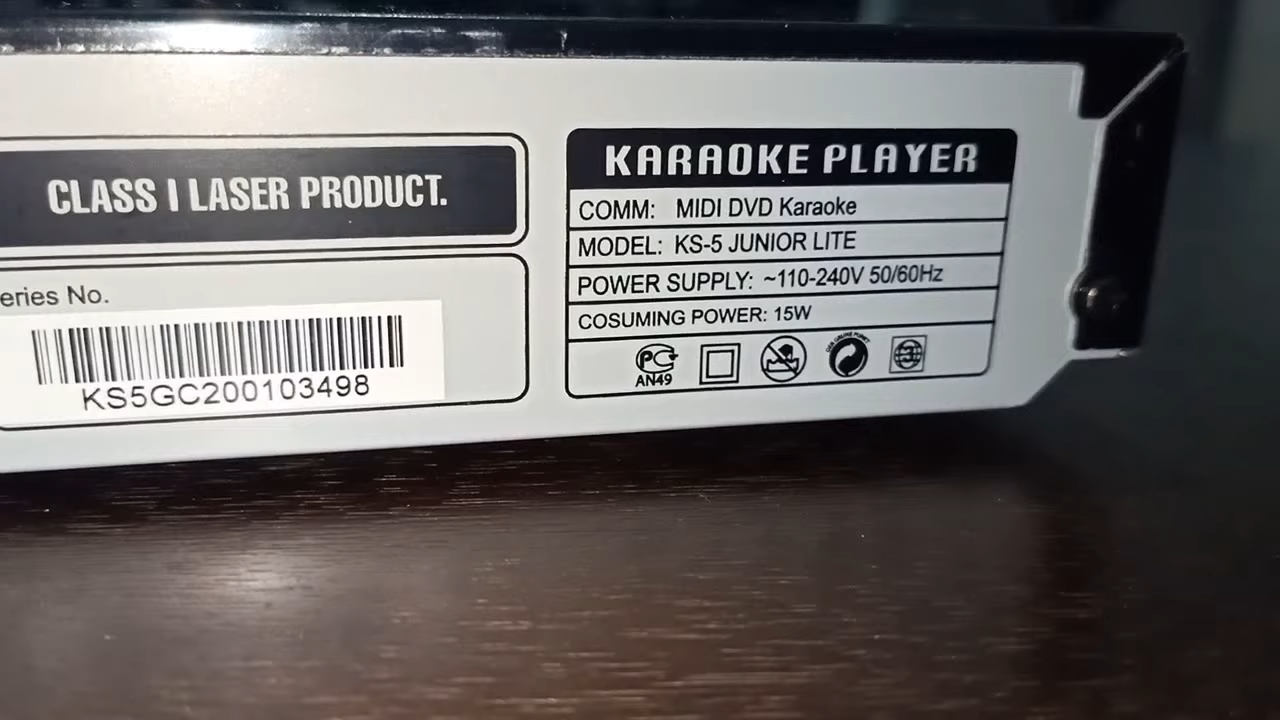 CLASS I LASER PRODUCT.
eries No.
KS5GC200103498
KARAOKE PLAYER
COMM: MIDI DVD Karaoke
MODEL: KS-5 JUNIOR LITE
POWER SUPPLY: ~110-240V 50/60Hz
COSUMING POWER: 15W
PC
AN49